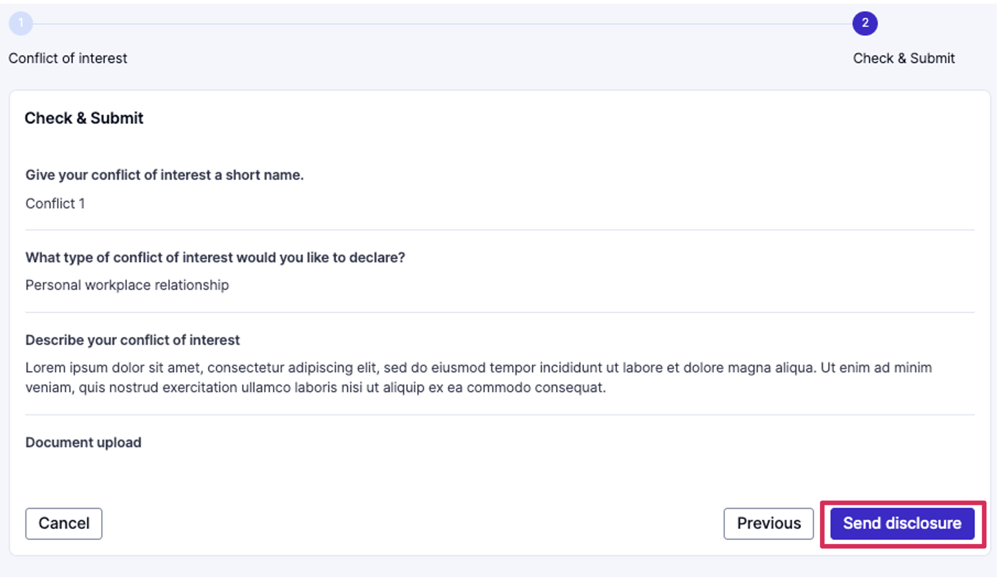 1
2
Conflict of interest
Check & Submit
Check & Submit
Give your conflict of interest a short name.
Conflict 1
What type of conflict of interest would you like to declare?
Personal workplace relationship
Describe your conflict of interest
Lorem ipsum dolor sit amet, consectetur adipiscing elit, sed do eiusmod tempor incididunt ut labore et dolore magna aliqua. Ut enim ad minim
veniam, quis nostrud exercitation ullamco laboris nisi ut aliquip ex ea commodo consequat.
Document upload
Cancel
Previous
Send disclosure